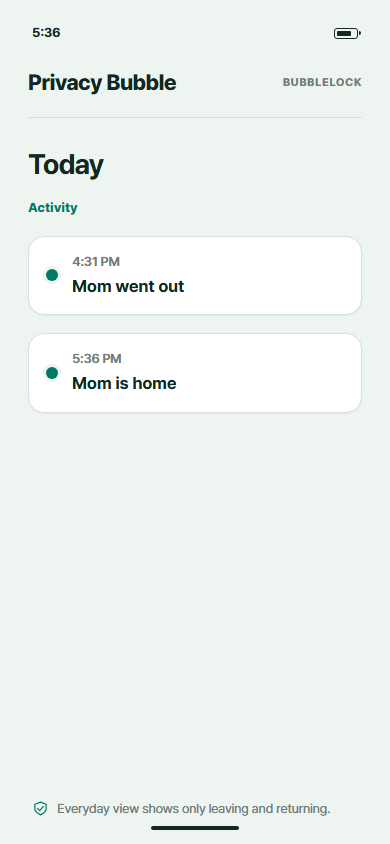 5:36
Privacy Bubble
BUBBLELOCK
Today
Activity
4:31 PM
Mom went out
5:36 PM
Mom is home
Everyday view shows only leaving and returning.